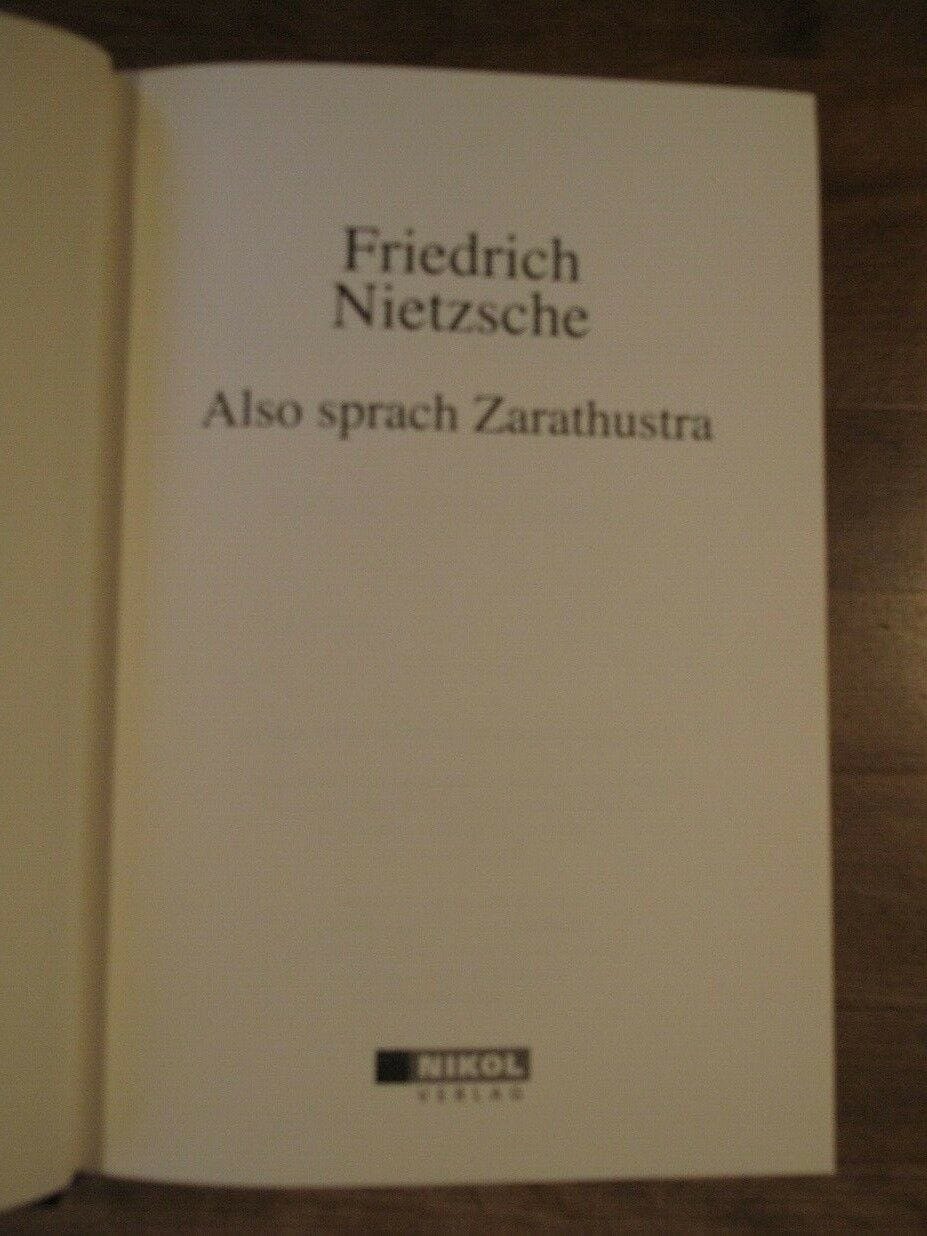 Friedrich
Nietzsche
Also sprach Zarathustra
NIKOL
VERLAG